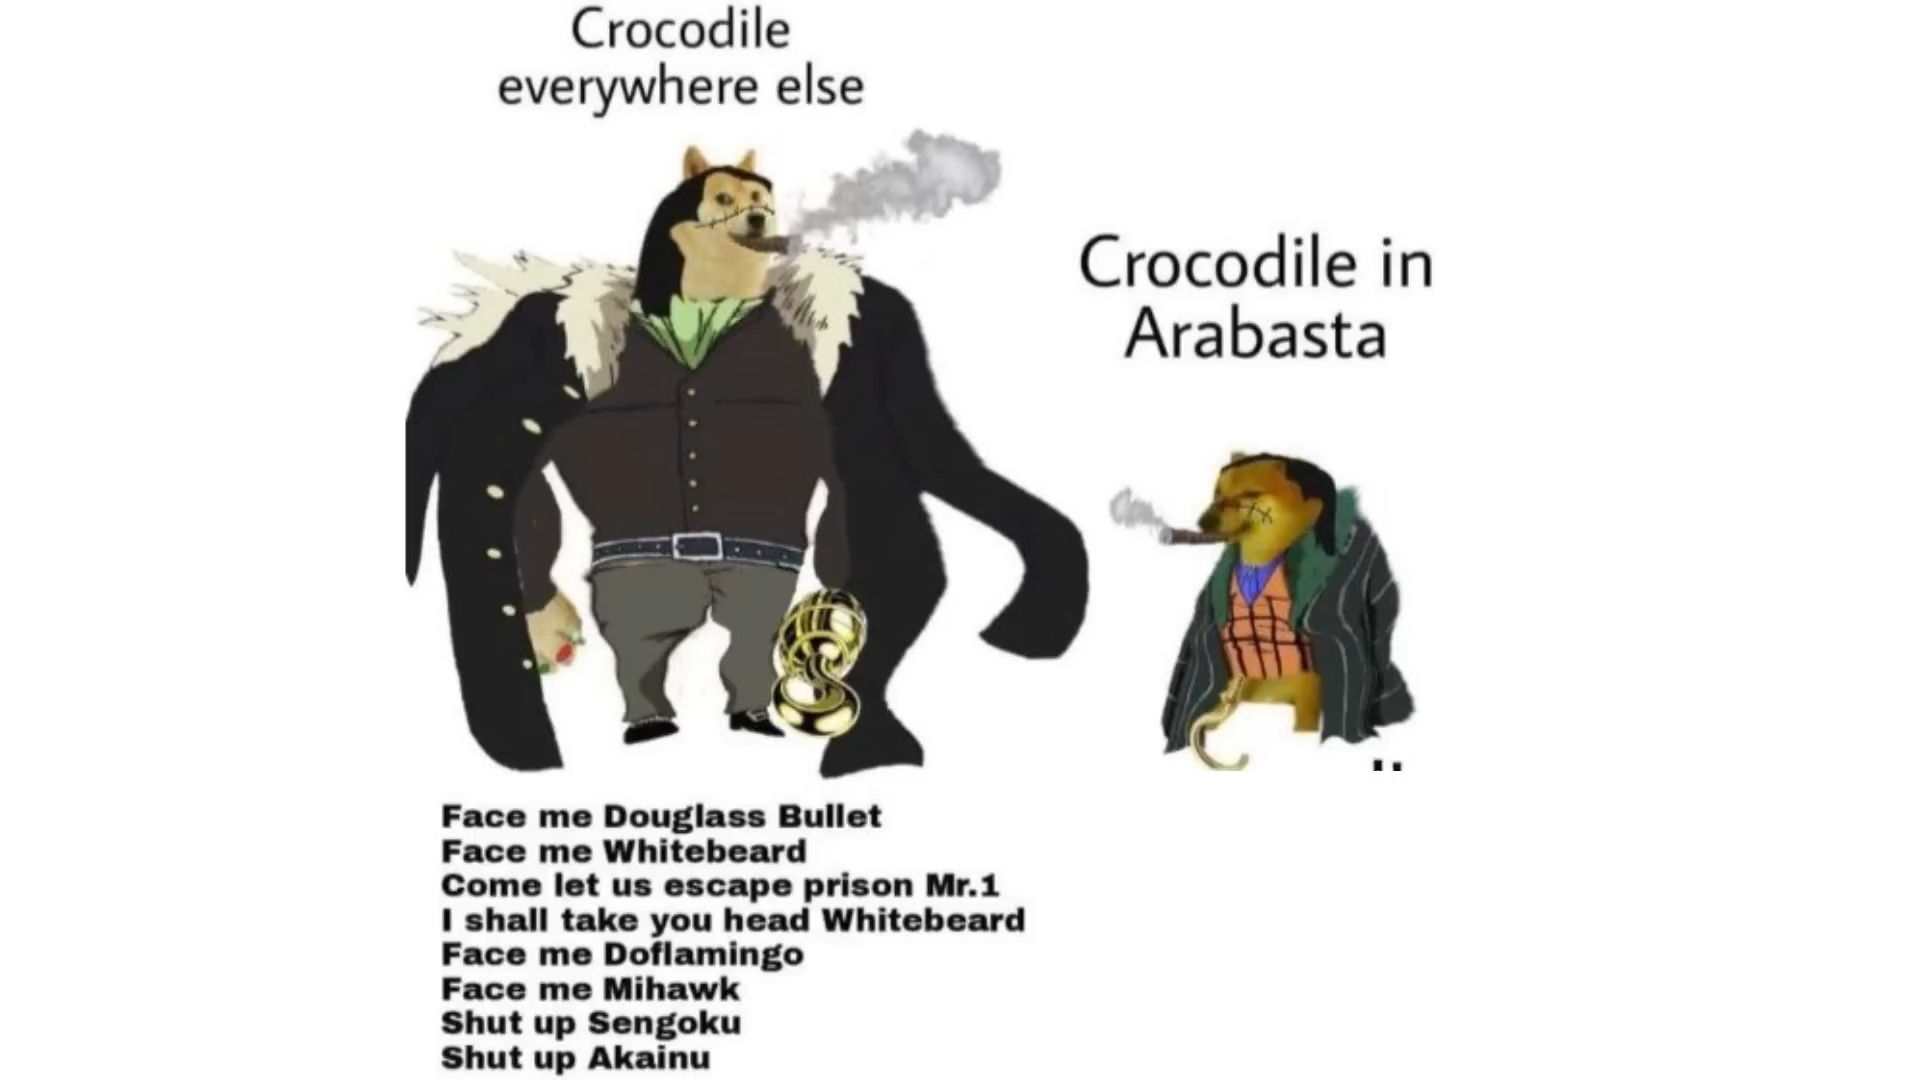 Crocodile
everywhere else
Crocodile in
Arabasta
Face me Douglass Bullet
Face me Whitebeard
Come let us escape prison Mr.1
I shall take you head Whitebeard
Face me Doflamingo
Face me Mihawk
Shut up Sengoku
Shut up Akainu